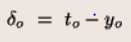 δₒ = tₒ − yₒ